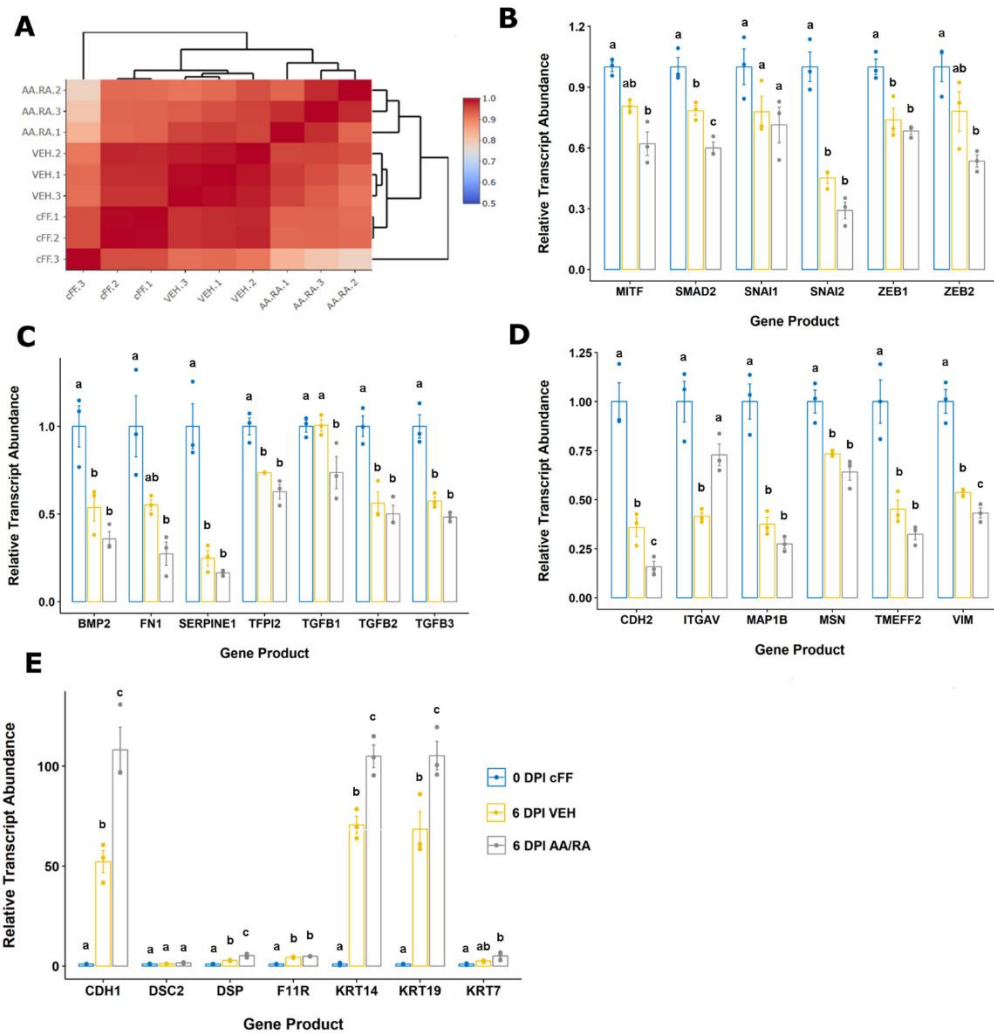 A
AA.RA.2
AA.RA.3
AA.RA.1
VEH.2
VEH.1
VEH.3
cFF.1
cFF.2
cFF.3
cFF.3
cFF.2
cFF.1
VEH.3
VEH.1
VEH.2
AA.RA.1
AA.RA.3
AA.RA.2
1.0
0.9
0.8
0.7
0.6
0.5
B
Relative Transcript Abundance
1.2
0.9
0.6
0.3
0.0
a ab b
a b c
a a a
a b b
a b b
a ab b
MITF SMAD2 SNAI1 SNAI2 ZEB1 ZEB2
Gene Product
C
Relative Transcript Abundance
1.0
0.5
0.0
a b b
a ab b
a b b
a b b
a a b
a b b
a b b
BMP2 FN1 SERPINE1 TFPI2 TGFB1 TGFB2 TGFB3
Gene Product
D
Relative Transcript Abundance
1.25
1.00
0.75
0.50
0.25
0.00
a b c
a b a
a b b
a b b
a b b
a b c
CDH2 ITGAV MAP1B MSN TMEFF2 VIM
Gene Product
E
Relative Transcript Abundance
100
50
0
a b c
a a a
a b c
a b b
a b c
a b c
a ab b
CDH1 DSC2 DSP F11R KRT14 KRT19 KRT7
Gene Product
0 DPI cFF
6 DPI VEH
6 DPI AA/RA